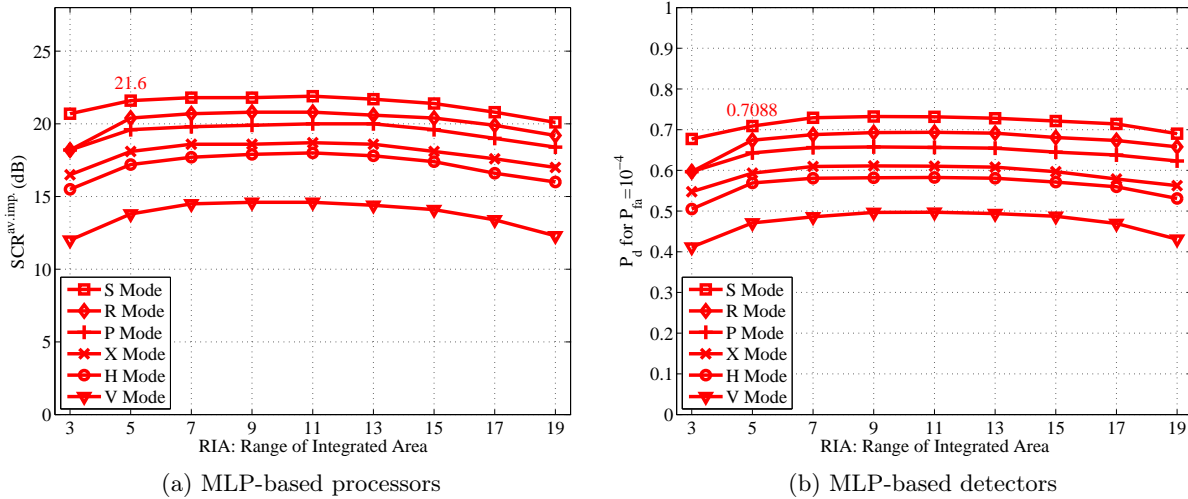 25
20
15
10
5
0
SCR^av.imp. (dB)
21.6
S Mode
R Mode
P Mode
X Mode
H Mode
V Mode
3 5 7 9 11 13 15 17 19
RIA: Range of Integrated Area
(a) MLP-based processors
1
0.9
0.8
0.7
0.6
0.5
0.4
0.3
0.2
0.1
0
P_d for P_fa=10^-4
0.7088
S Mode
R Mode
P Mode
X Mode
H Mode
V Mode
3 5 7 9 11 13 15 17 19
RIA: Range of Integrated Area
(b) MLP-based detectors